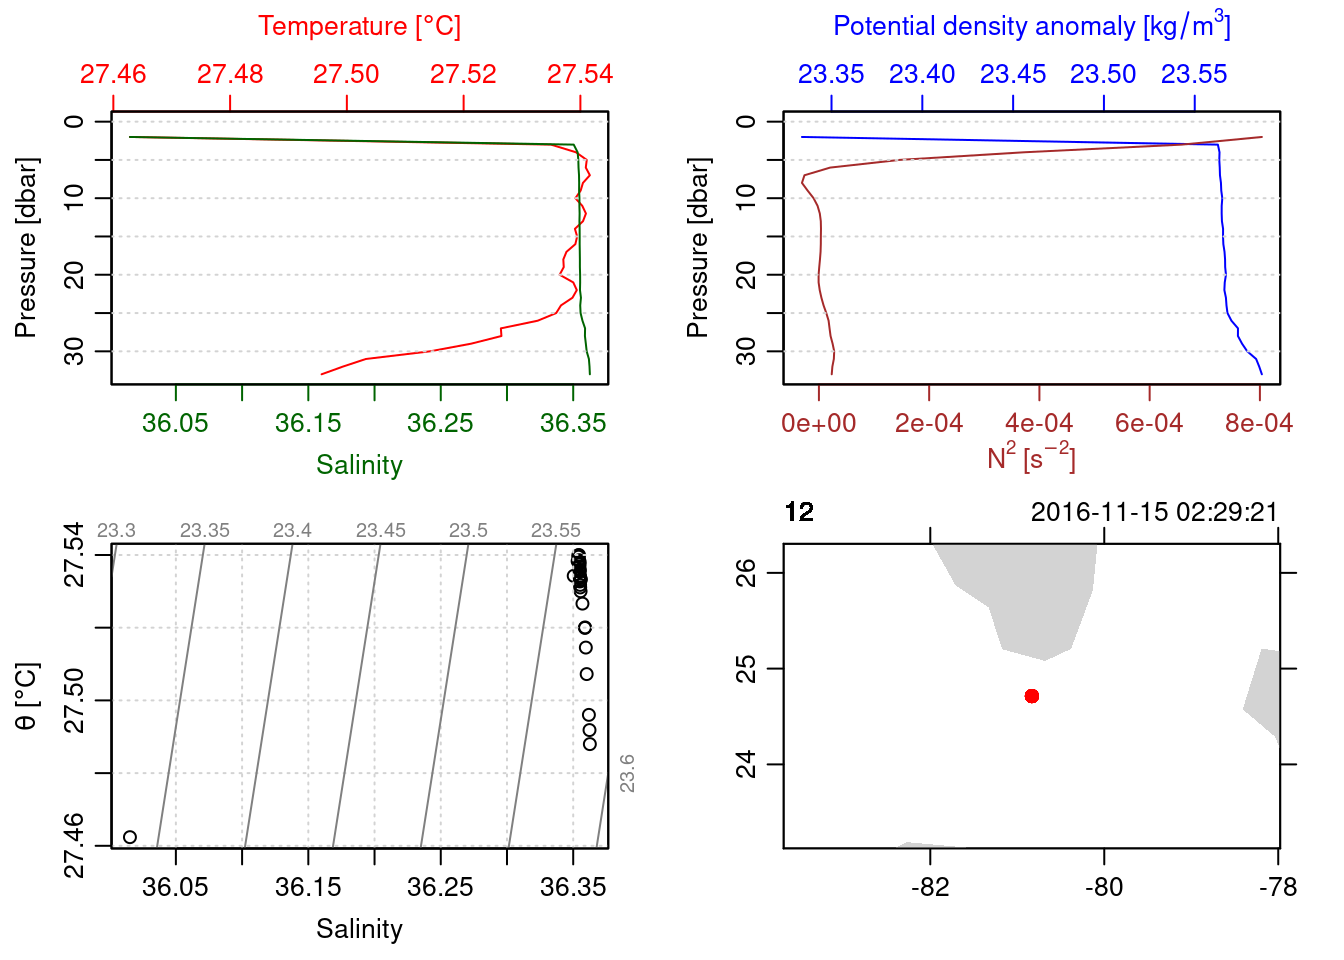 Temperature [°C]
27.46 27.48 27.50 27.52 27.54
0
10
20
30
Pressure [dbar]
36.05 36.15 36.25 36.35
Salinity
Potential density anomaly [kg/m³]
23.35 23.40 23.45 23.50 23.55
0
10
20
30
Pressure [dbar]
0e+00 2e-04 4e-04 6e-04 8e-04
N² [s⁻²]
23.3 23.35 23.4 23.45 23.5 23.55
23.6
27.54
27.50
27.46
θ [°C]
36.05 36.15 36.25 36.35
Salinity
12 2016-11-15 02:29:21
26
25
24
-82 -80 -78